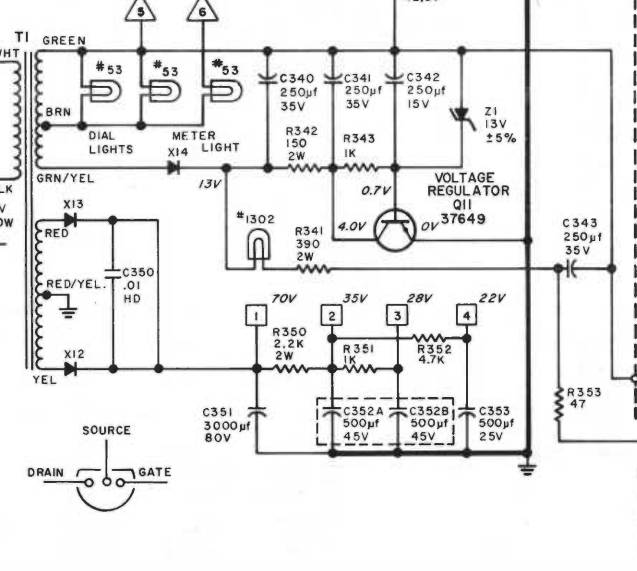 5
6
T1
GREEN
#53
#53
#53
C340
250µf
35V
C341
250µf
35V
C342
250µf
15V
Z1
13V
±5%
BRN
DIAL
LIGHTS
METER
LIGHT
X14
GRN/YEL
13V
R342
150
2W
R343
1K
0.7V
VOLTAGE
REGULATOR
Q11
37649
4.0V
0V
X13
RED
#1302
R341
390
2W
C343
250µf
35V
RED/YEL.
C350
.01
HD
70V
35V
28V
22V
1
2
3
4
R350
2.2K
2W
R351
1K
R352
4.7K
X12
YEL
C351
3000µf
80V
C352A
500µf
45V
C352B
500µf
45V
C353
500µf
25V
R353
47
SOURCE
DRAIN
GATE